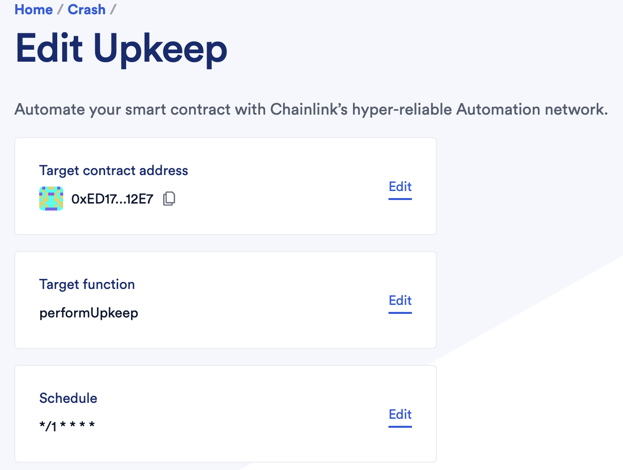 Home / Crash /
Edit Upkeep
Automate your smart contract with Chainlink’s hyper-reliable Automation network.
Target contract address
0xED17...12E7
Edit
Target function
performUpkeep
Edit
Schedule
*/1 * * * *
Edit